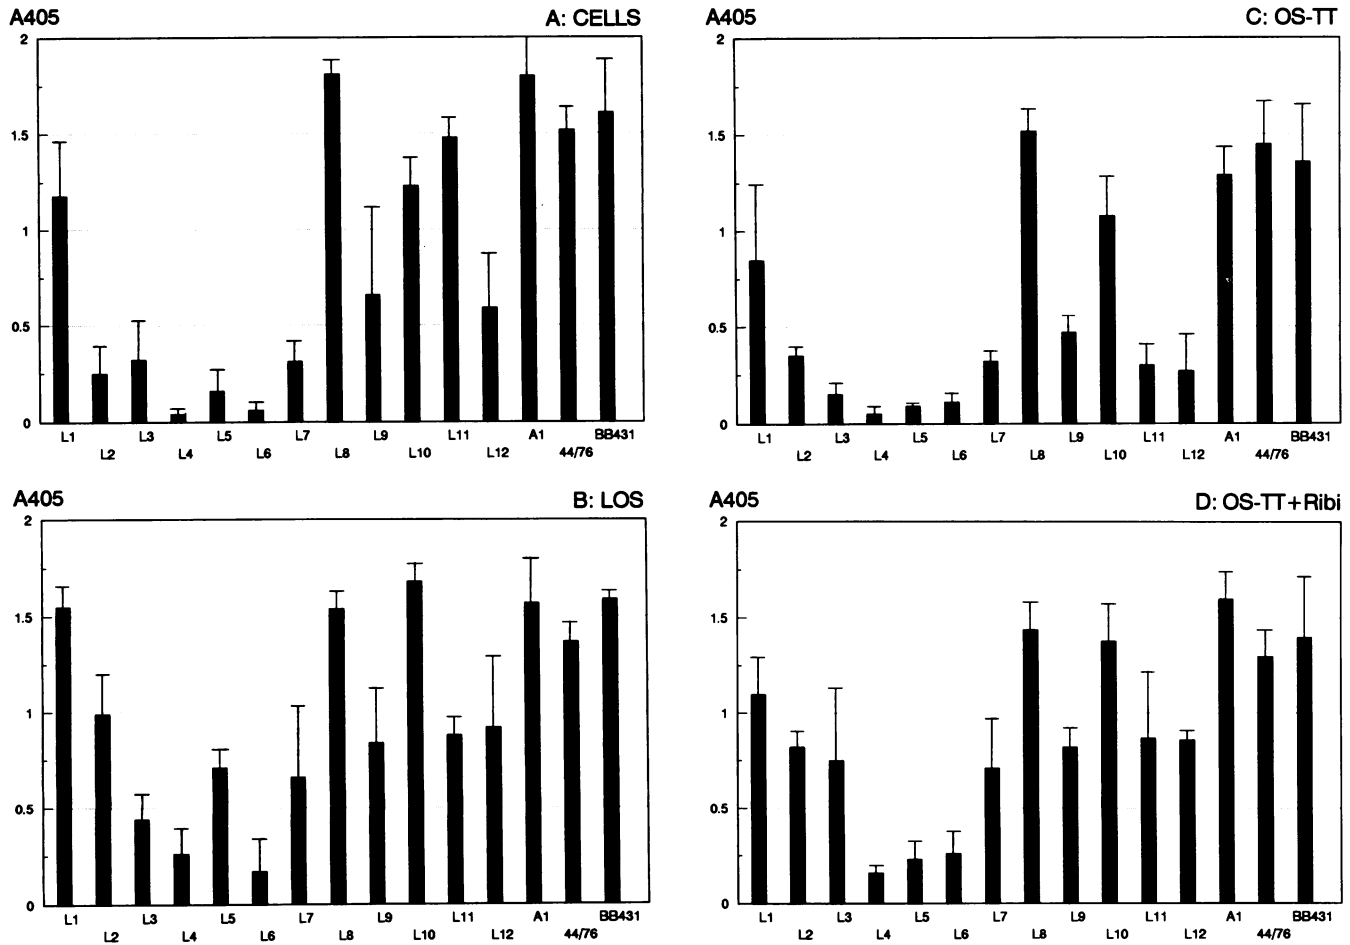 A405 A: CELLS
2
1.5
1
0.5
0
L1 L3 L5 L7 L9 L11 A1 BB431
L2 L4 L6 L8 L10 L12 44/76
A405 C: OS-TT
2
1.5
1
0.5
0
L1 L3 L5 L7 L9 L11 A1 BB431
L2 L4 L6 L8 L10 L12 44/76
A405 B: LOS
2
1.5
1
0.5
0
L1 L3 L5 L7 L9 L11 A1 BB431
L2 L4 L6 L8 L10 L12 44/76
A405 D: OS-TT+Ribi
2
1.5
1
0.5
0
L1 L3 L5 L7 L9 L11 A1 BB431
L2 L4 L6 L8 L10 L12 44/76